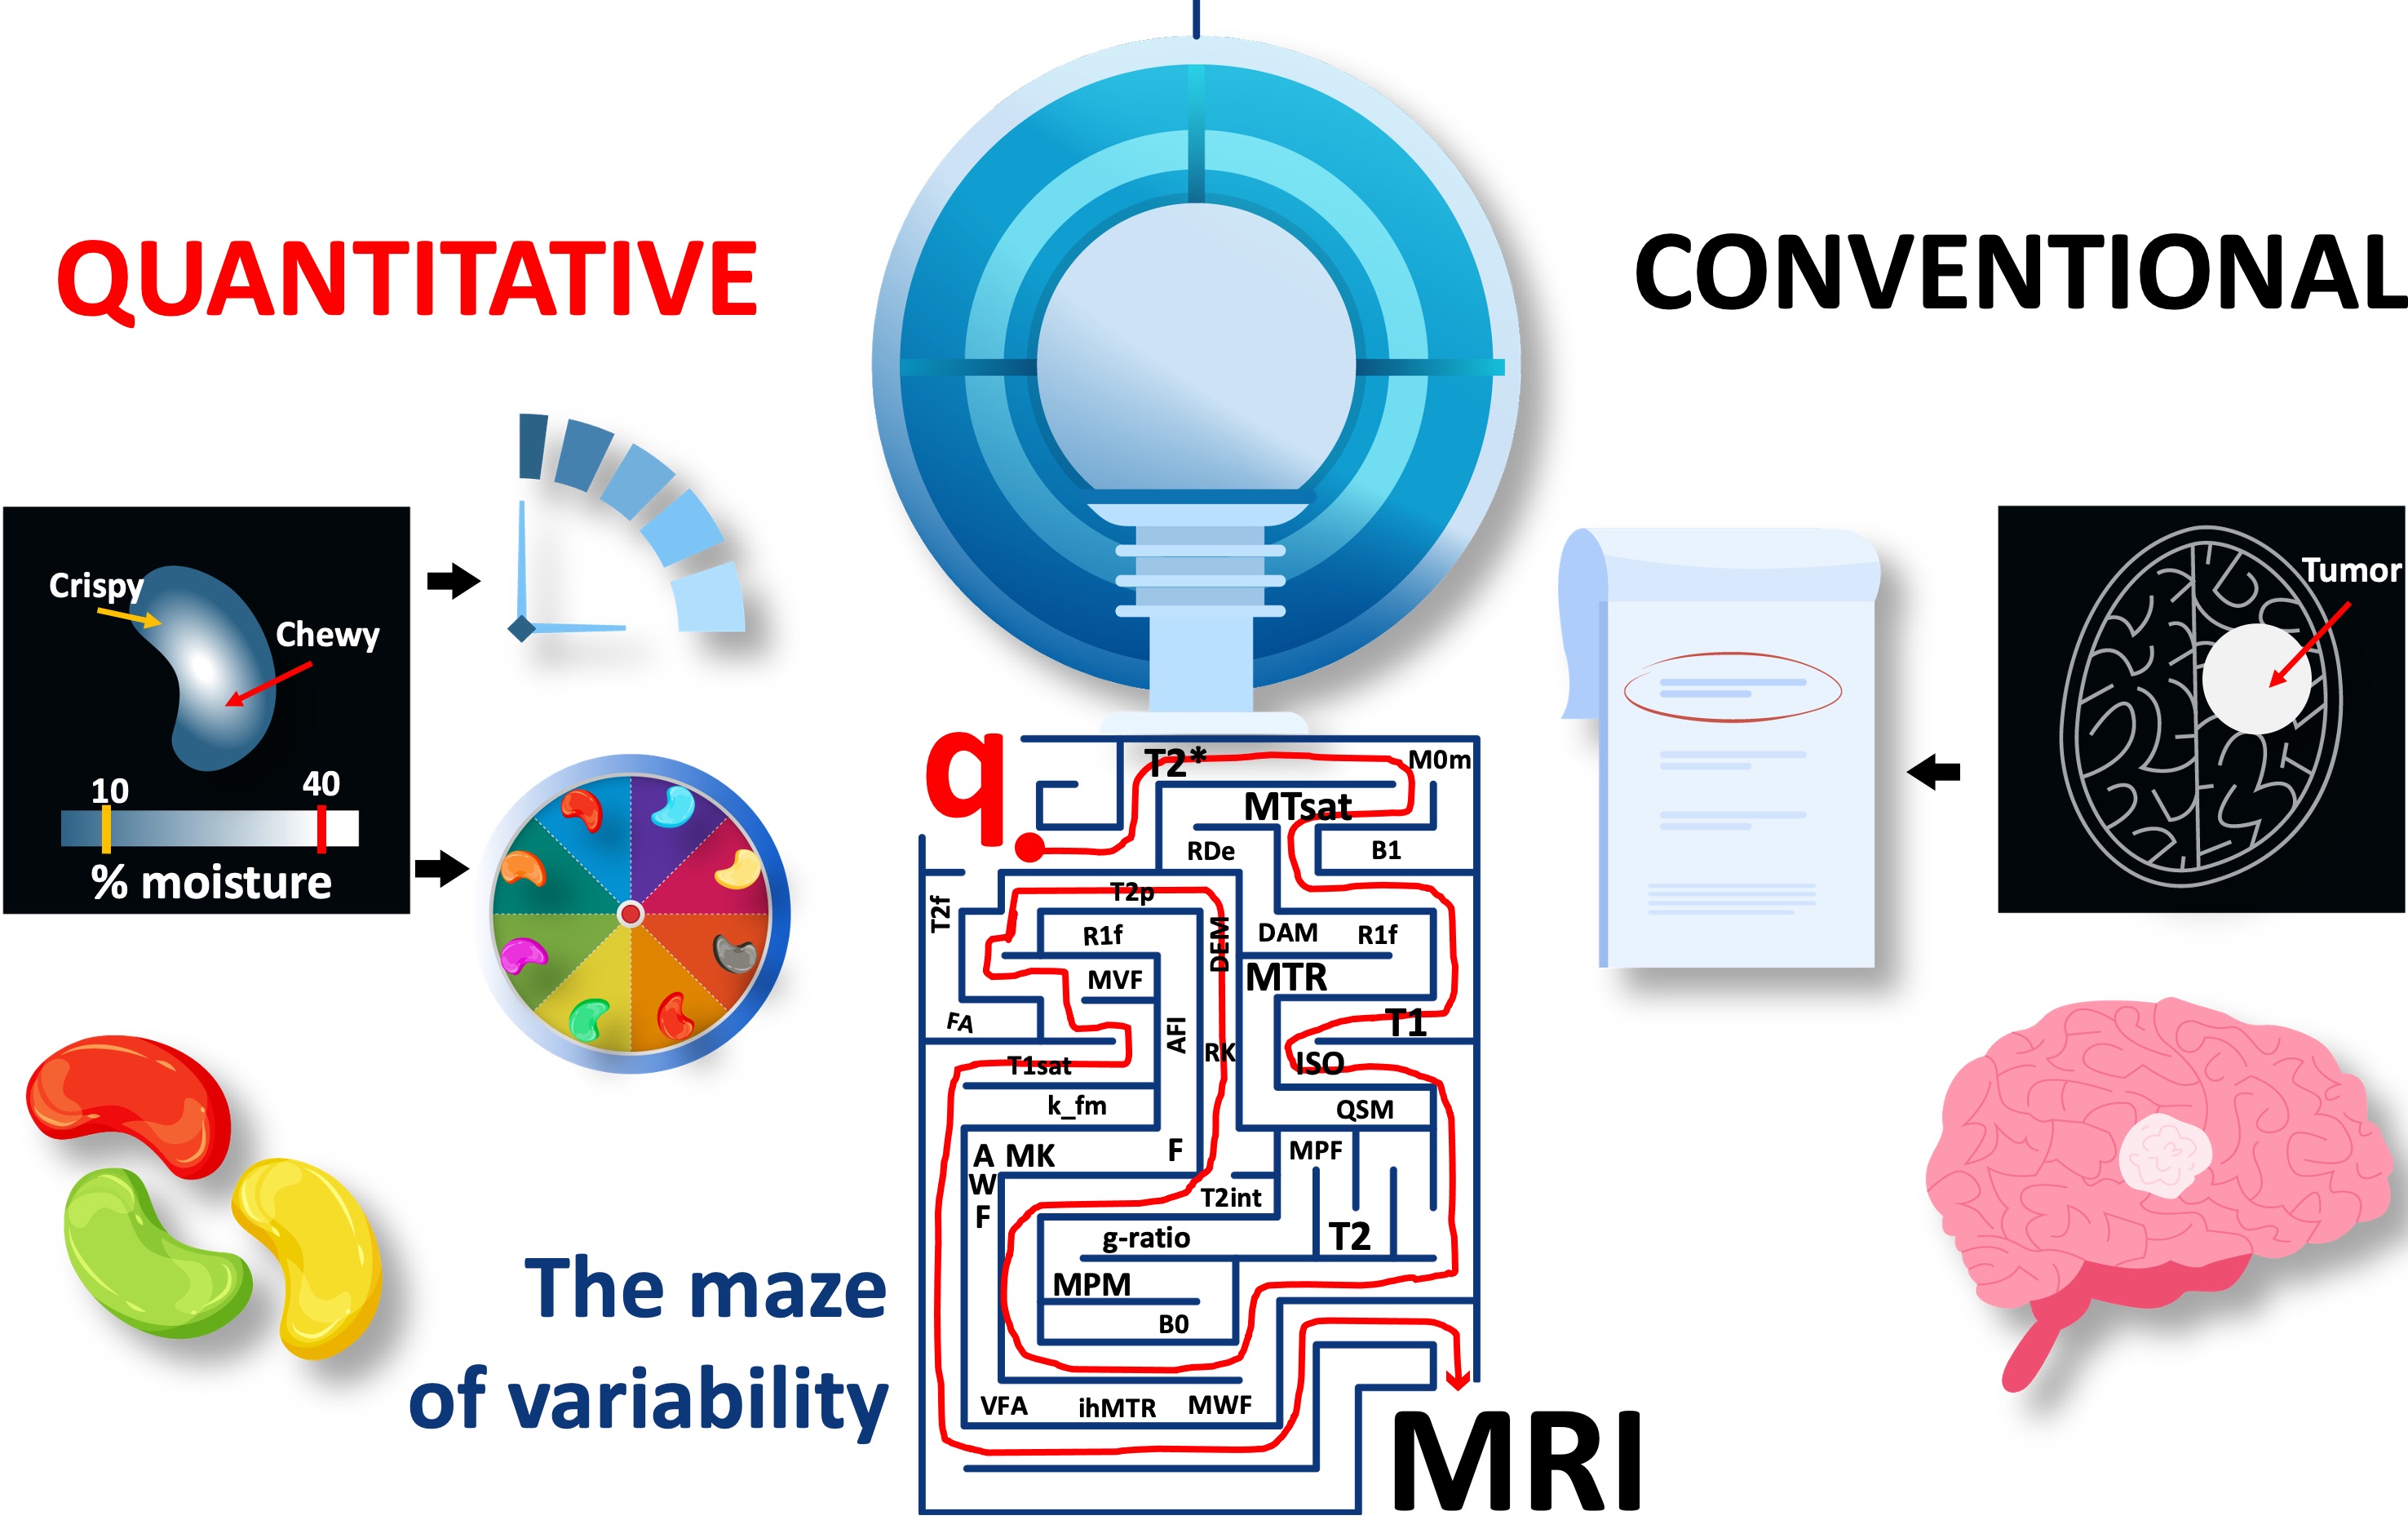 QUANTITATIVE
CONVENTIONAL
Crispy
Chewy
10
40
% moisture
Tumor
q
T2*
M0m
MTsat
RDe
B1
T2p
T2f
R1f
DEM
DAM
R1f
MVF
MTR
FA
AFI
T1
T1sat
RK
ISO
k_fm
QSM
AWF
MK
F
MPF
T2int
g-ratio
T2
MPM
B0
VFA
ihMTR
MWF
The maze
of variability
MRI